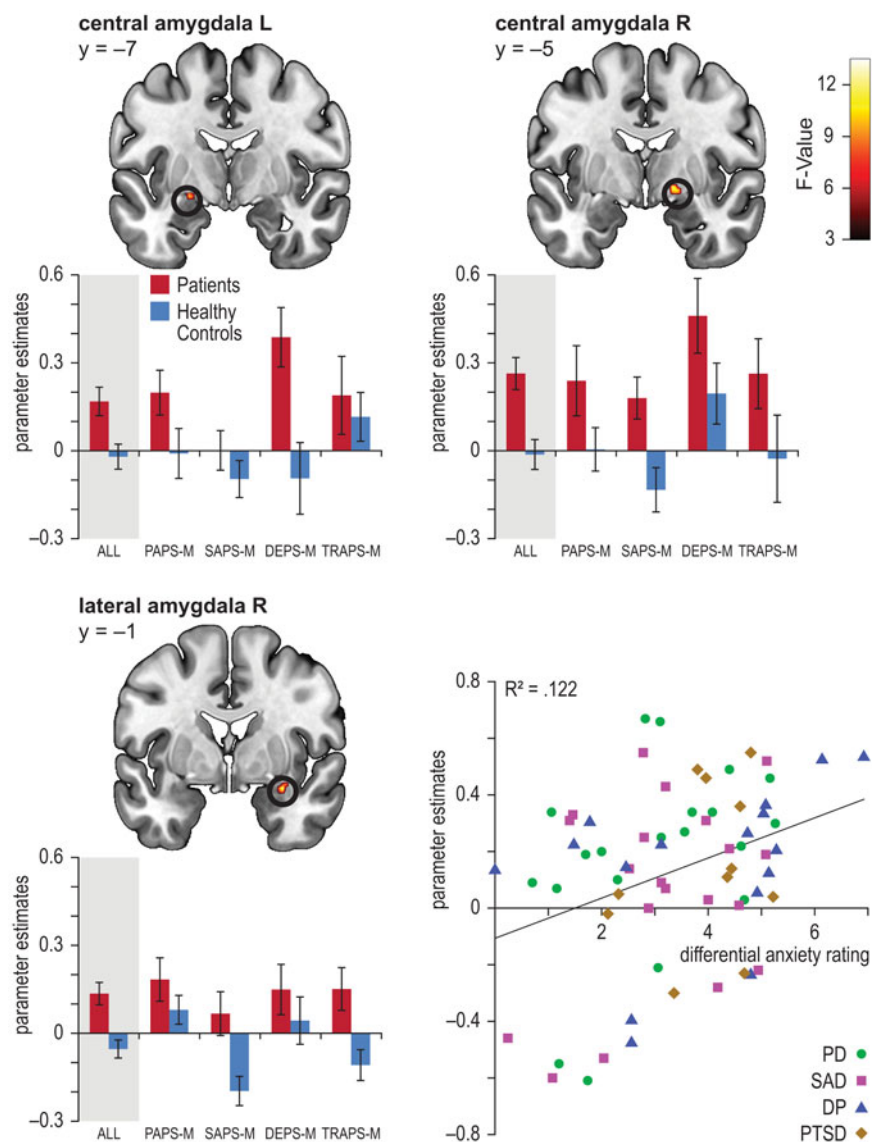 central amygdala L
y = –7
central amygdala R
y = –5
12
9
6
3
F-Value
0.6
0.3
0
–0.3
parameter estimates
Patients
Healthy
Controls
ALL PAPS-M SAPS-M DEPS-M TRAPS-M
0.6
0.3
0
–0.3
parameter estimates
ALL PAPS-M SAPS-M DEPS-M TRAPS-M
lateral amygdala R
y = –1
0.6
0.3
0
–0.3
parameter estimates
ALL PAPS-M SAPS-M DEPS-M TRAPS-M
R² = .122
0.8
0.4
0
–0.4
–0.8
parameter estimates
2 4 6
differential anxiety rating
PD
SAD
DP
PTSD